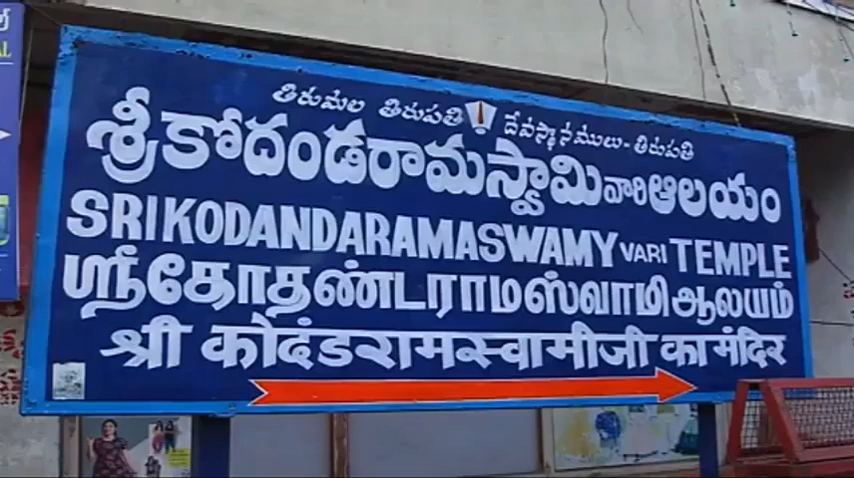 తిరుమల తిరుపతి దేవస్థానములు - తిరుపతి
శ్రీ కోదండరామస్వామి వారి ఆలయం
SRI KODANDARAMASWAMY VARI TEMPLE
ஸ்ரீ கோதண்டராமஸ்வாமி ஆலயம்
श्री कोदंडरामस्वामीजी का मंदिर